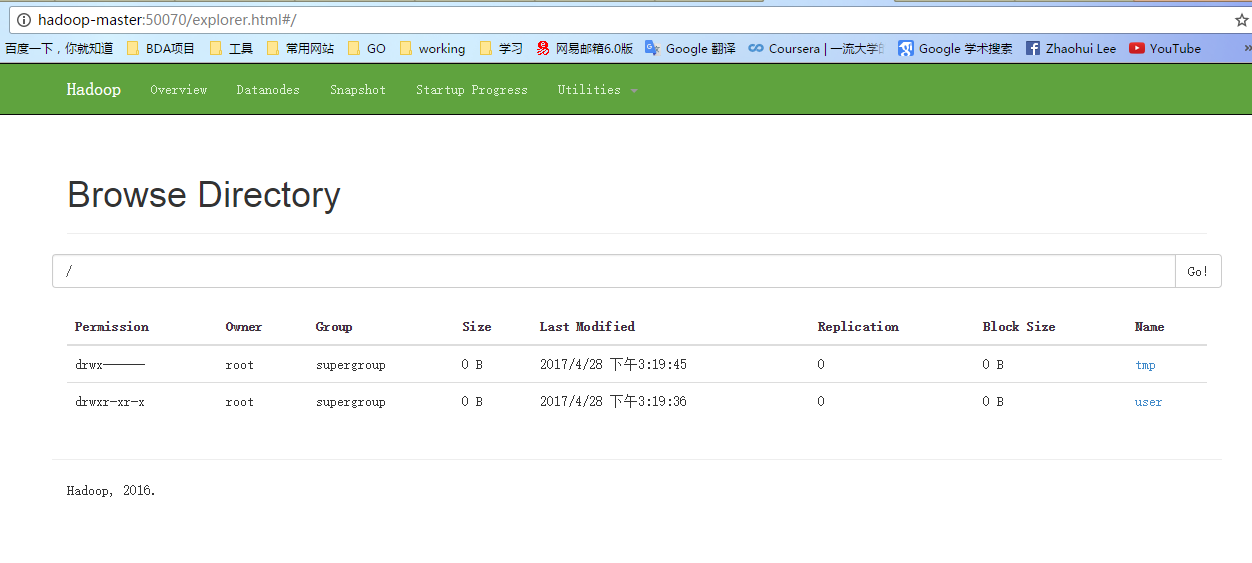 hadoop-master:50070/explorer.html#/
百度一下,你就知道 BDA项目 工具 常用网站 GO working 学习 网易邮箱6.0版 Google 翻译 Coursera | 一流大学的 Google 学术搜索 Zhaohui Lee YouTube »
Hadoop Overview Datanodes Snapshot Startup Progress Utilities
Browse Directory
/ Go!
Permission Owner Group Size Last Modified Replication Block Size Name
drwx------ root supergroup 0 B 2017/4/28 下午3:19:45 0 0 B tmp
drwxr-xr-x root supergroup 0 B 2017/4/28 下午3:19:36 0 0 B user
Hadoop, 2016.